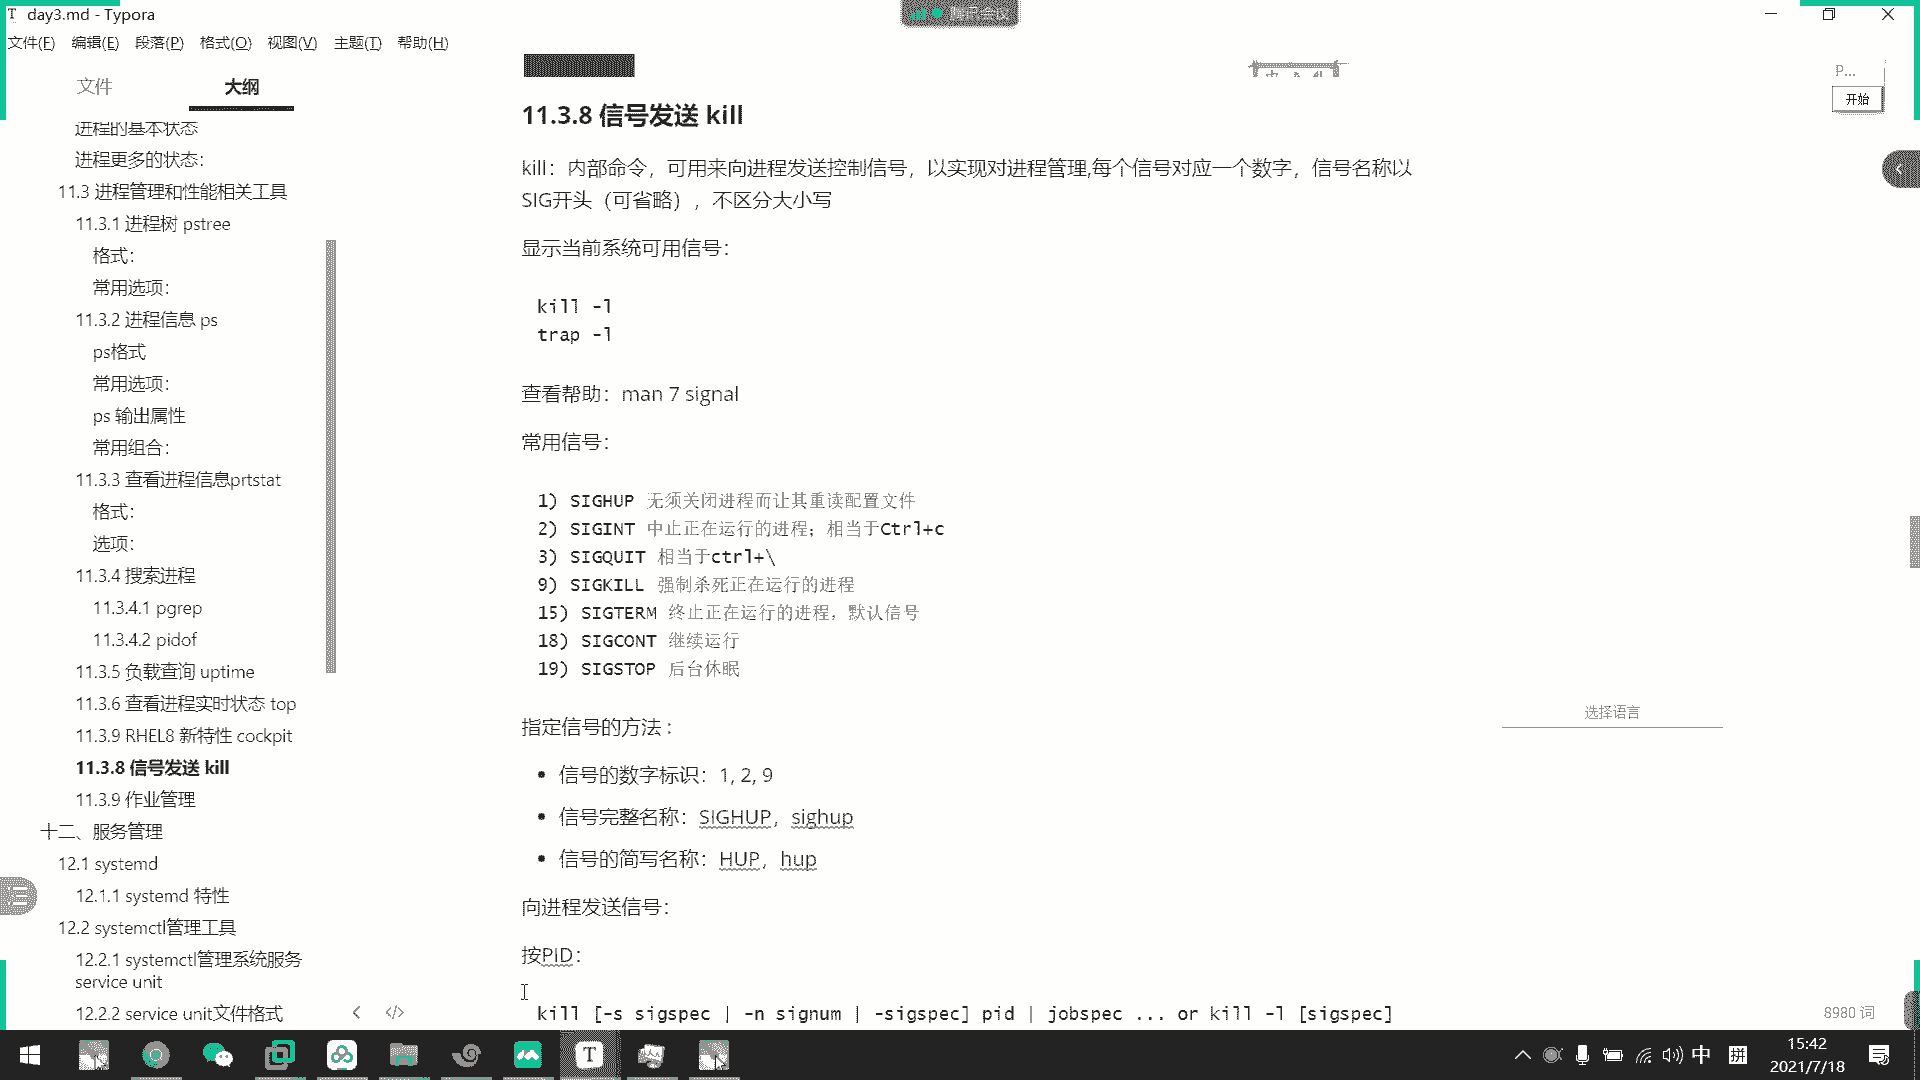 day3.md - Typora
腾讯会议
文件(F) 编辑(E) 段落(P) 格式(O) 视图(V) 主题(T) 帮助(H)
文件 大纲
进程的基本状态
进程更多的状态：
11.3 进程管理和性能相关工具
11.3.1 进程树 pstree
格式：
常用选项：
11.3.2 进程信息 ps
ps格式
常用选项：
ps 输出属性
常用组合：
11.3.3 查看进程信息prtstat
格式：
选项：
11.3.4 搜索进程
11.3.4.1 pgrep
11.3.4.2 pidof
11.3.5 负载查询 uptime
11.3.6 查看进程实时状态 top
11.3.9 RHEL8 新特性 cockpit
11.3.8 信号发送 kill
11.3.9 作业管理
十二、服务管理
12.1 systemd
12.1.1 systemd 特性
12.2 systemctl管理工具
12.2.1 systemctl管理系统服务
service unit
12.2.2 service unit文件格式
P...
开始
11.3.8 信号发送 kill
kill：内部命令，可用来向进程发送控制信号，以实现对进程管理,每个信号对应一个数字，信号名称以
SIG开头（可省略），不区分大小写
显示当前系统可用信号：
kill -l
trap -l
查看帮助：man 7 signal
常用信号：
1) SIGHUP 无须关闭进程而让其重读配置文件
2) SIGINT 中止正在运行的进程；相当于Ctrl+c
3) SIGQUIT 相当于ctrl+\
9) SIGKILL 强制杀死正在运行的进程
15) SIGTERM 终止正在运行的进程，默认信号
18) SIGCONT 继续运行
19) SIGSTOP 后台休眠
选择语言
指定信号的方法 :
• 信号的数字标识：1, 2, 9
• 信号完整名称：SIGHUP，sighup
• 信号的简写名称：HUP，hup
向进程发送信号：
按PID：
kill [-s sigspec | -n signum | -sigspec] pid | jobspec ... or kill -l [sigspec]
8980 词
中 拼
15:42
2021/7/18